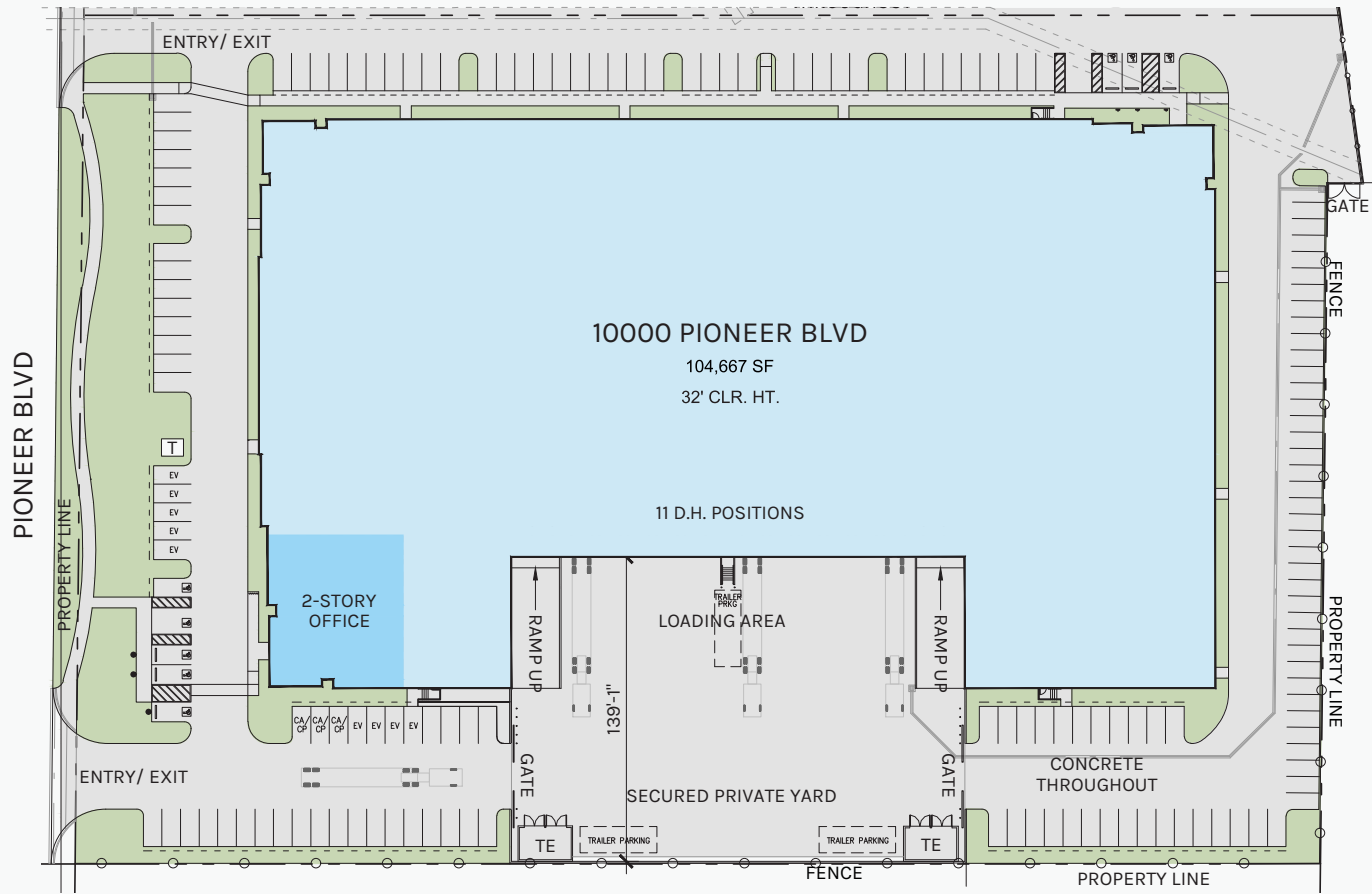 ENTRY/ EXIT
GATE
FENCE
10000 PIONEER BLVD
104,667 SF
32' CLR. HT.
PIONEER BLVD
T
EV
EV
EV
EV
EV
PROPERTY LINE
11 D.H. POSITIONS
2-STORY
OFFICE
RAMP UP
TRAILER
PRKG
LOADING AREA
RAMP UP
PROPERTY LINE
139'-1"
CA/
CP
CA/
CP
CA/
CP
EV
EV
EV
EV
ENTRY/ EXIT
GATE
GATE
CONCRETE
THROUGHOUT
SECURED PRIVATE YARD
TE
TRAILER PARKING
TRAILER PARKING
TE
FENCE
PROPERTY LINE